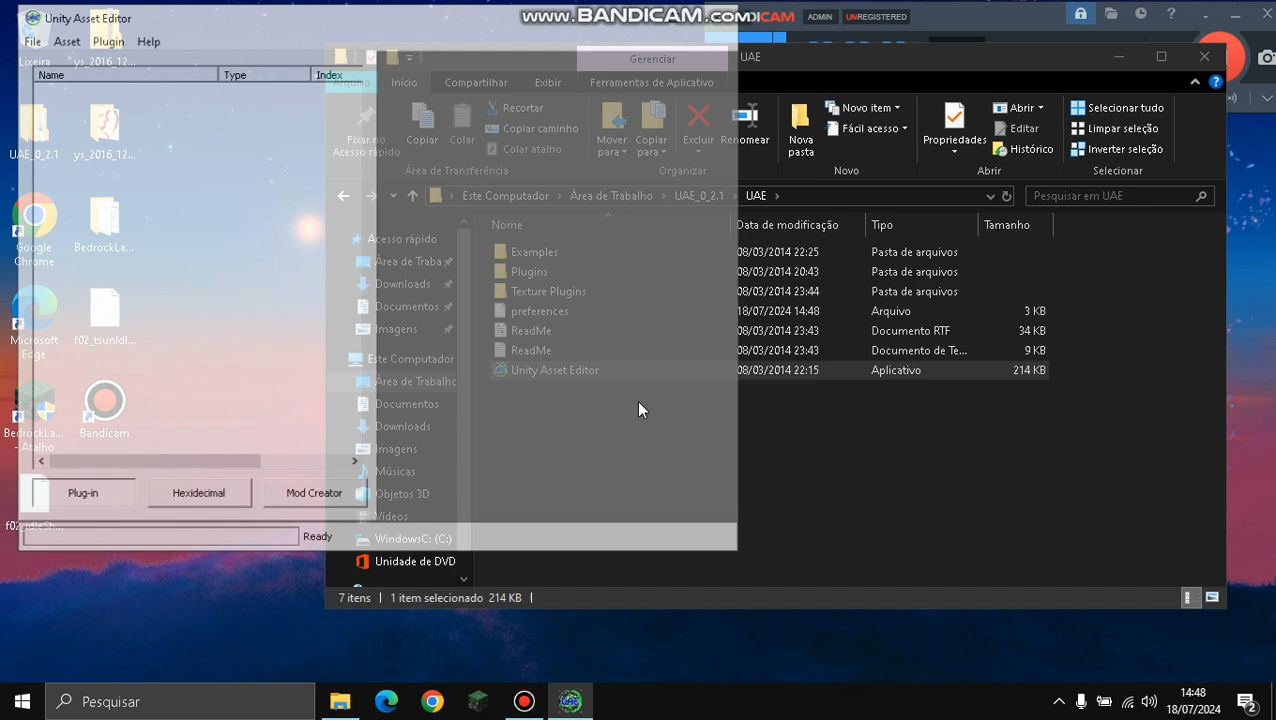 Unity Asset Editor
www.BANDICAM.COM
ADMIN
UNREGISTERED
File Asset Plugin Help
Lixeira
ys_2016_12...
Name Type Index
UAE_0_2.1
ys_2016_12...
Google Chrome
BedrockLa...
Microsoft Edge
f02_tsunIdl...
BedrockLa... - Atalho
Bandicam
Plug-in Hexidecimal Mod Creator
f02_idleSh...
Ready
Gerenciar
UAE
Arquivo Início Compartilhar Exibir Ferramentas de Aplicativo
Fixar no Acesso rápido
Copiar
Colar
Recortar
Copiar caminho
Colar atalho
Área de Transferência
Mover para
Copiar para
Excluir
Renomear
Organizar
Nova pasta
Novo item
Fácil acesso
Novo
Propriedades
Abrir
Editar
Histórico
Abrir
Selecionar tudo
Limpar seleção
Inverter seleção
Selecionar
Este Computador > Área de Trabalho > UAE_0_2.1 > UAE >
Pesquisar em UAE
Nome Data de modificação Tipo Tamanho
Examples 08/03/2014 22:25 Pasta de arquivos
Plugins 08/03/2014 20:43 Pasta de arquivos
Texture Plugins 08/03/2014 23:44 Pasta de arquivos
preferences 18/07/2024 14:48 Arquivo 3 KB
ReadMe 08/03/2014 23:43 Documento RTF 34 KB
ReadMe 08/03/2014 23:43 Documento de Te... 9 KB
Unity Asset Editor 08/03/2014 22:15 Aplicativo 214 KB
Acesso rápido
Área de Traba
Downloads
Documentos
Imagens
Este Computador
Área de Trabalho
Documentos
Downloads
Imagens
Músicas
Objetos 3D
Vídeos
WindowsC: (C:)
Unidade de DVD
7 itens 1 item selecionado 214 KB
Pesquisar
14:48
18/07/2024
2